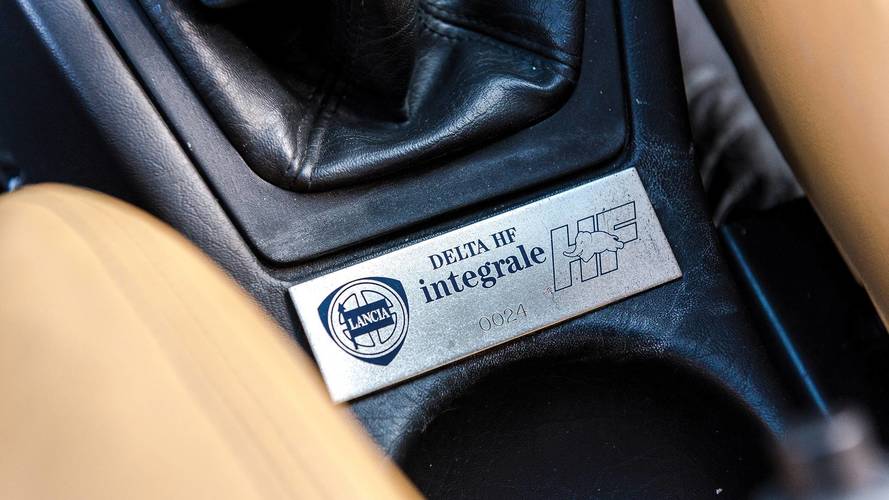 DELTA HF
integrale
HF
LANCIA
0024